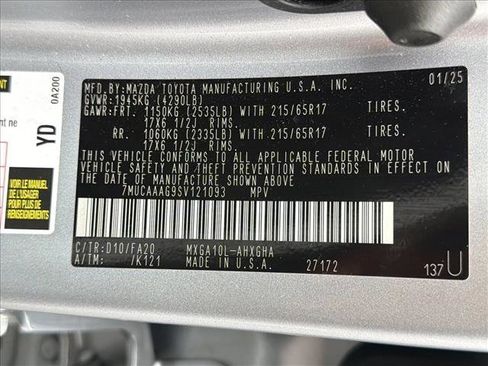 MFD.BY:MAZDA TOYOTA MANUFACTURING U.S.A. INC. 01/25
GVWR:1945KG (4290LB)
GAWR:FRT. 1150KG (2535LB) WITH 215/65R17 TIRES.
17X6 1/2J RIMS.
RR. 1060KG (2335LB) WITH 215/65R17 TIRES.
17X6 1/2J RIMS.
THIS VEHICLE CONFORMS TO ALL APPLICABLE FEDERAL MOTOR
VEHICLE SAFETY AND THEFT PREVENTION STANDARDS IN EFFECT
ON THE DATE OF MANUFACTURE SHOWN ABOVE.
7MUCAAAG9SV121093 MPV
C/TR:D10/FA20 MXGA10L-AHXGHA
A/TM: /K121 MADE IN U.S.A. 27172
137U
0A200
YD
nt ne
VOIR LE MANUEL
DE L'USAGER
POUR PLUS DE
RENSEIGNEMENTS